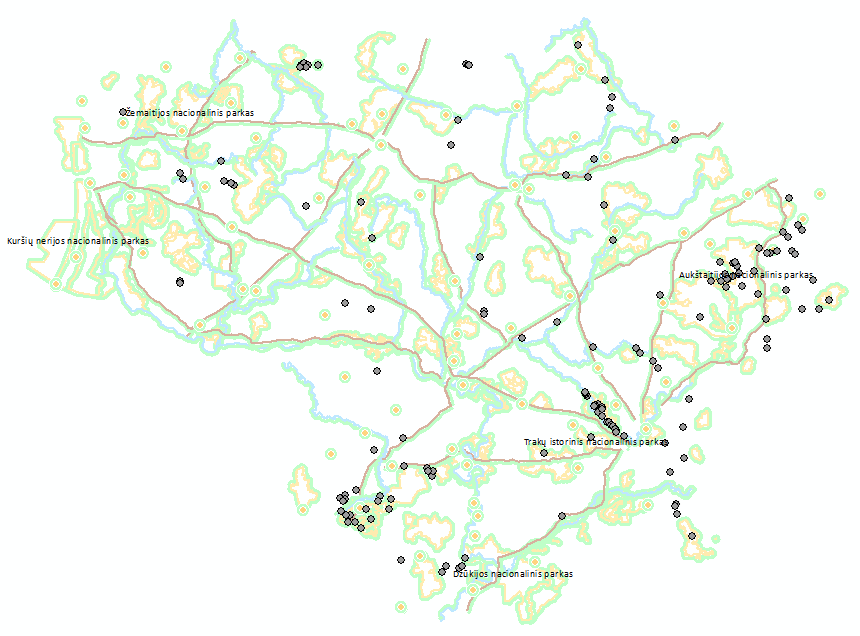 Žemaitijos nacionalinis parkas
Kuršių nerijos nacionalinis parkas
Aukštaitijos nacionalinis parkas
Trakų istorinis nacionalinis parkas
Dzūkijos nacionalinis parkas